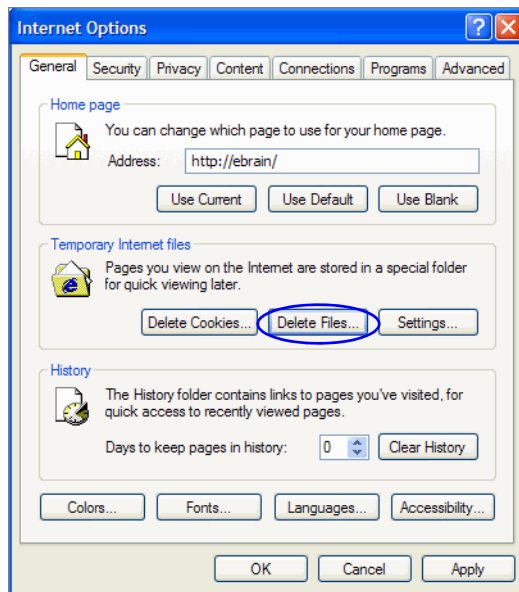 Internet Options
General Security Privacy Content Connections Programs Advanced
Home page
You can change which page to use for your home page.
Address: http://ebrain/
Use Current Use Default Use Blank
Temporary Internet files
Pages you view on the Internet are stored in a special folder
for quick viewing later.
Delete Cookies... Delete Files... Settings...
History
The History folder contains links to pages you've visited, for
quick access to recently viewed pages.
Days to keep pages in history: 0 Clear History
Colors... Fonts... Languages... Accessibility...
OK Cancel Apply